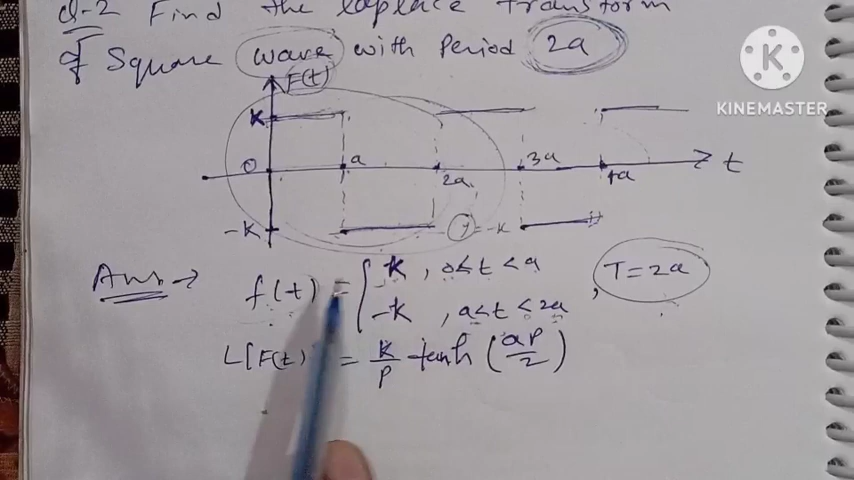 Q-2 Find the Laplace Transform
of Square wave with Period 2a
K
KINEMASTER
F(t)
K
0 a 2a 3a 4a t
-K y = -K
Ans → f(t) = { K , 0< t < a , T = 2a
-K , a< t < 2a
L[F(t) = K/P tanh (aP/2)